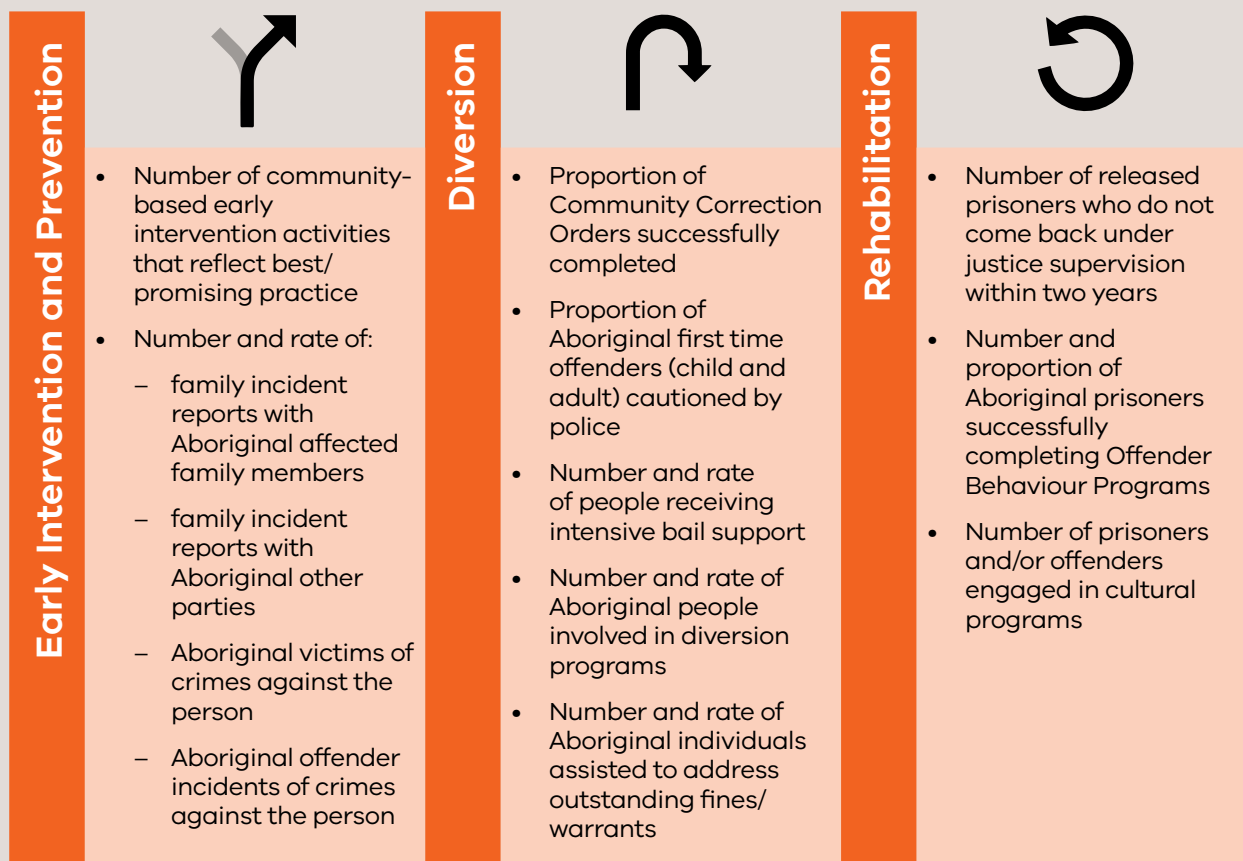 Early Intervention and Prevention
• Number of community-
based early
intervention activities
that reflect best/
promising practice
• Number and rate of:
– family incident
reports with
Aboriginal affected
family members
– family incident
reports with
Aboriginal other
parties
– Aboriginal victims of
crimes against the
person
– Aboriginal offender
incidents of crimes
against the person
Diversion
• Proportion of
Community Correction
Orders successfully
completed
• Proportion of
Aboriginal first time
offenders (child and
adult) cautioned by
police
• Number and rate
of people receiving
intensive bail support
• Number and rate of
Aboriginal people
involved in diversion
programs
• Number and rate of
Aboriginal individuals
assisted to address
outstanding fines/
warrants
Rehabilitation
• Number of released
prisoners who do not
come back under
justice supervision
within two years
• Number and
proportion of
Aboriginal prisoners
successfully
completing Offender
Behaviour Programs
• Number of prisoners
and/or offenders
engaged in cultural
programs